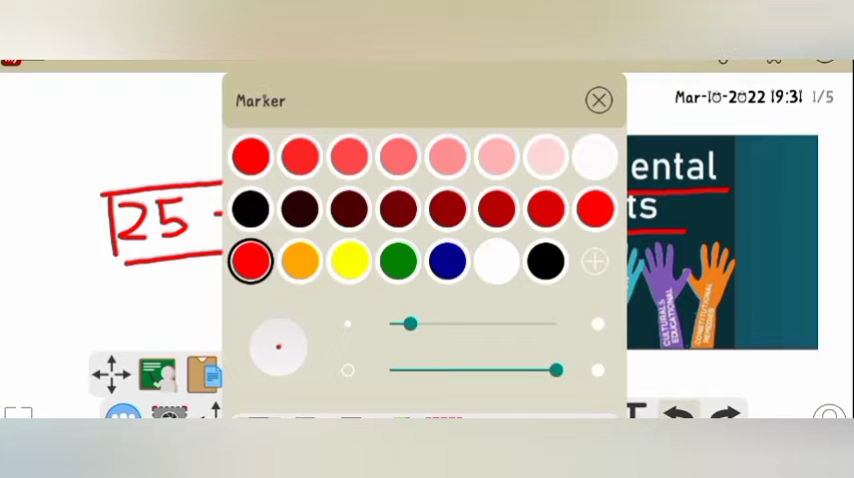 Marker
Mar-10-2022 19:31 1/5
ental
ts
25 -
CULTURAL&
EDUCATIONAL
CONSTITUTIONAL
REMEDIES
T